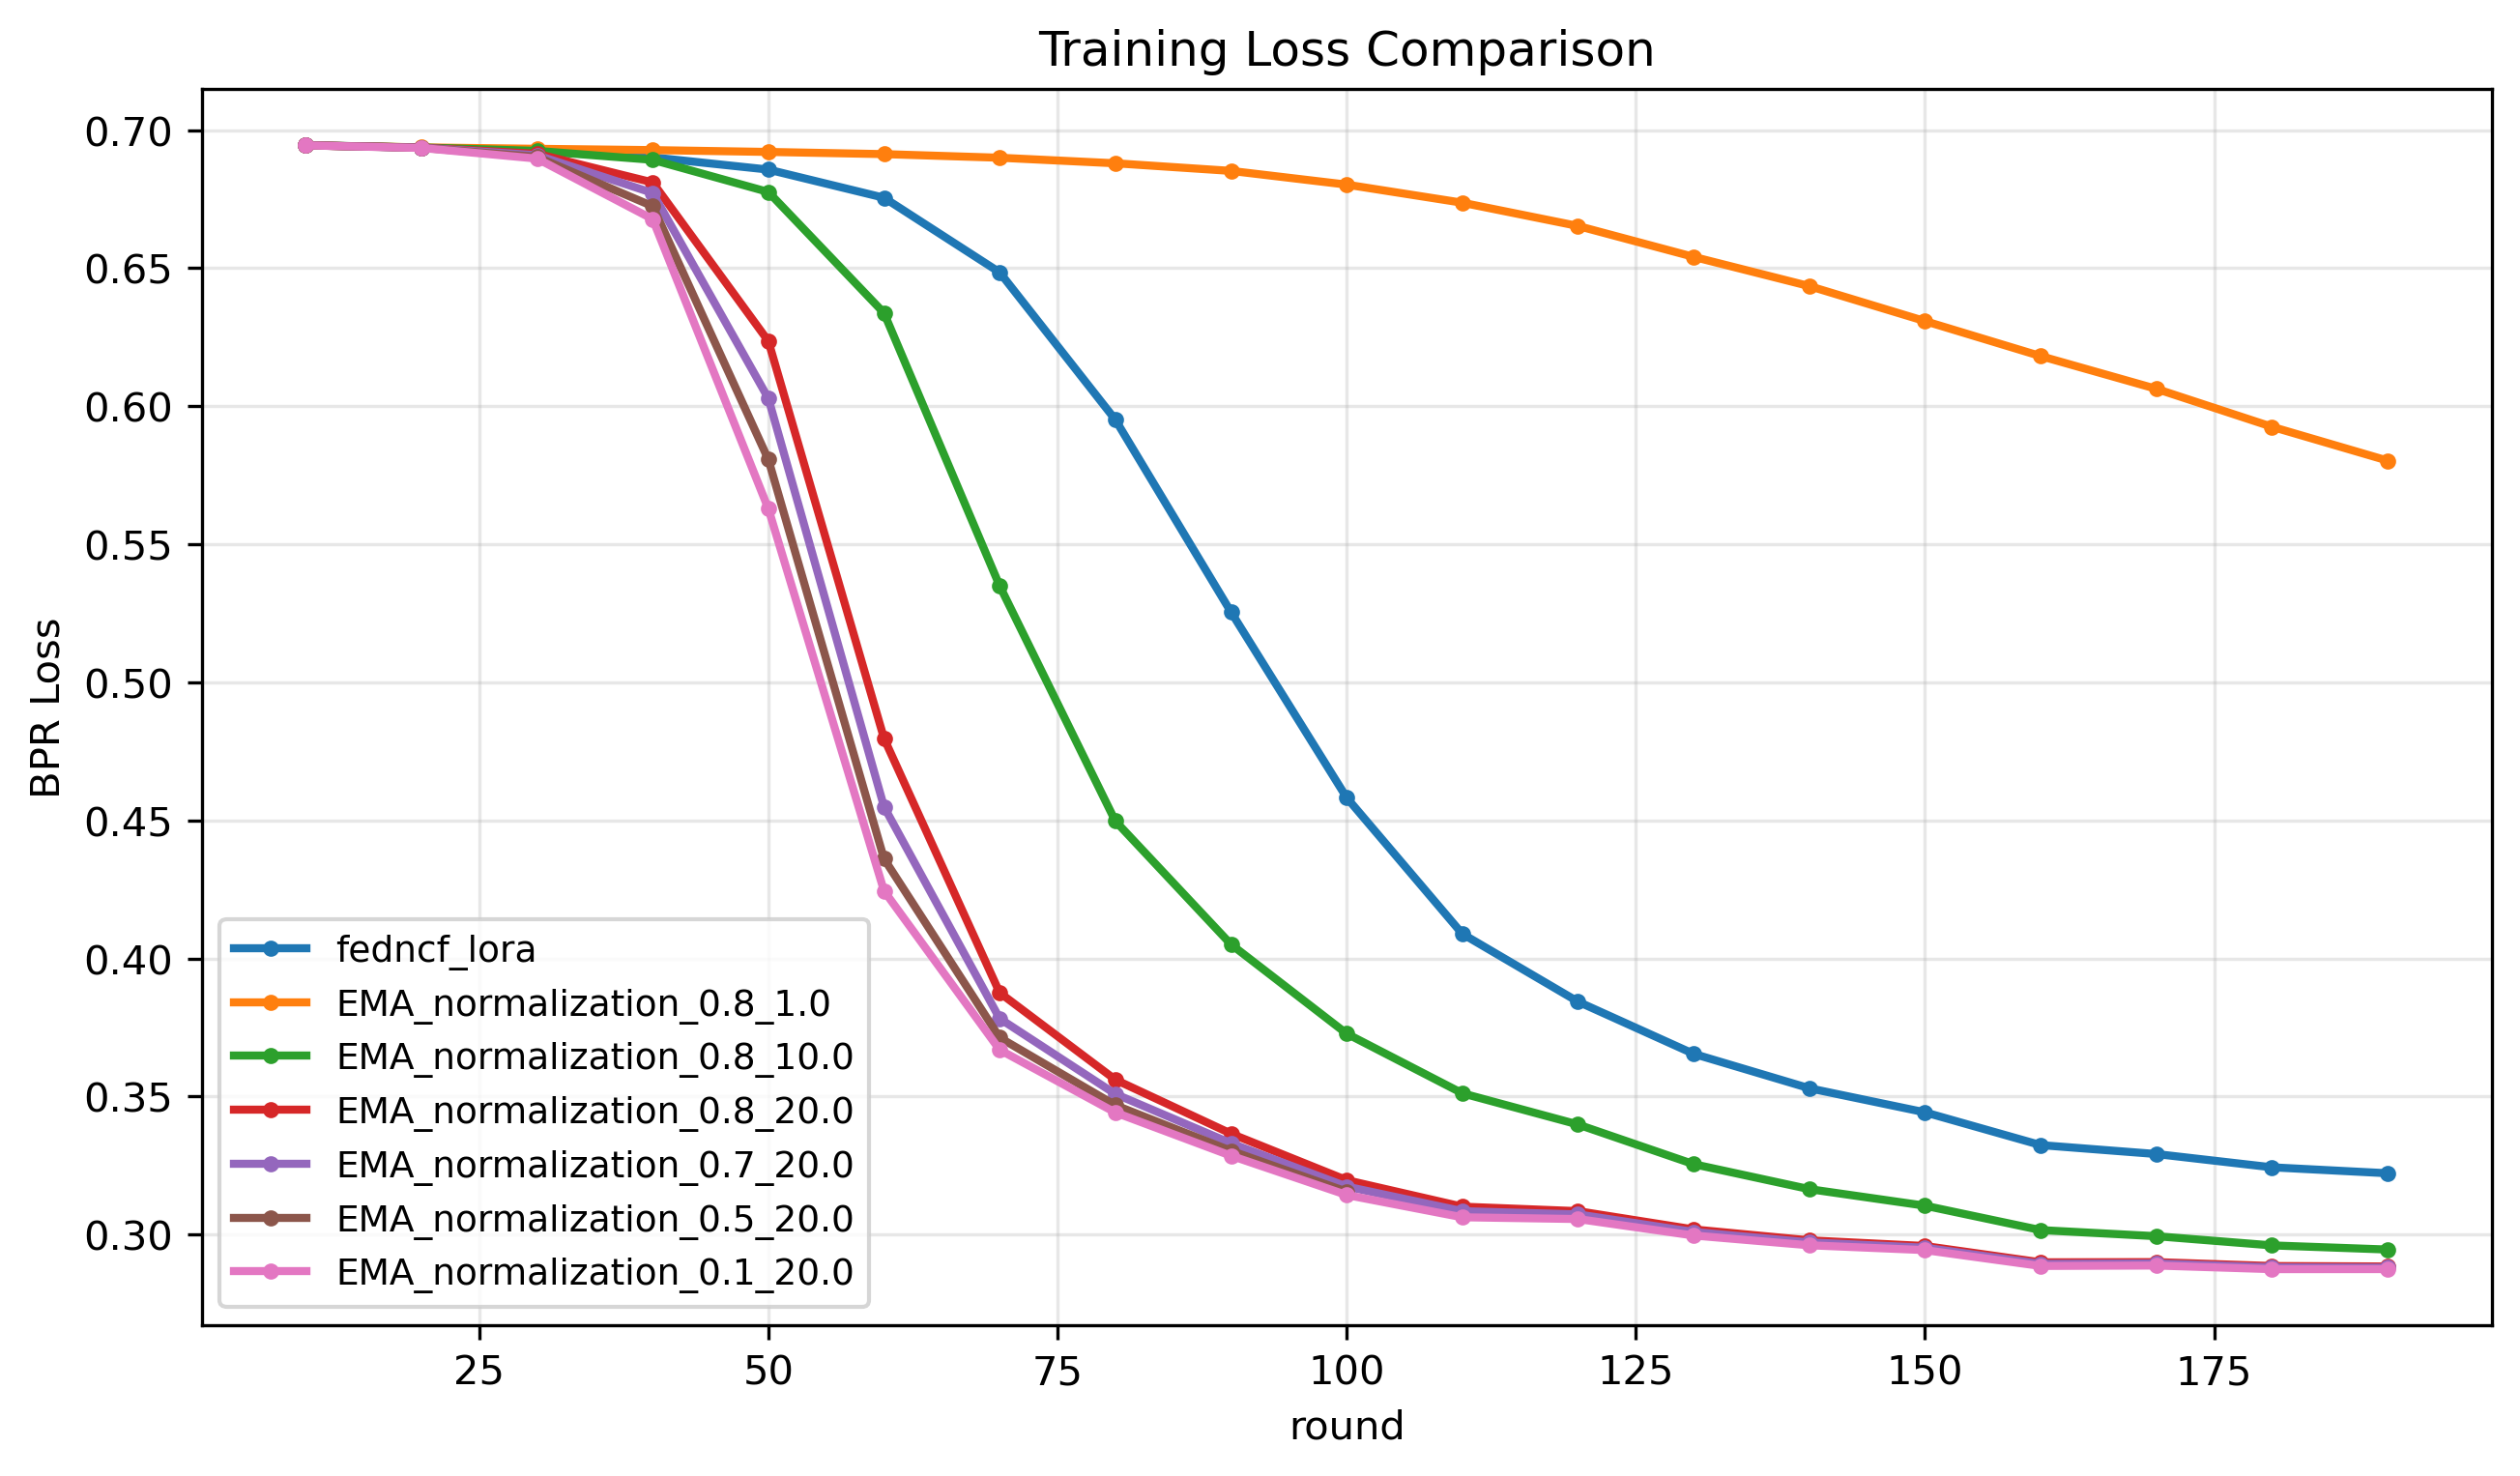 Training Loss Comparison
0.70
0.65
0.60
0.55
0.50
0.45
0.40
0.35
0.30
BPR Loss
fedncf_lora
EMA_normalization_0.8_1.0
EMA_normalization_0.8_10.0
EMA_normalization_0.8_20.0
EMA_normalization_0.7_20.0
EMA_normalization_0.5_20.0
EMA_normalization_0.1_20.0
25 50 75 100 125 150 175
round